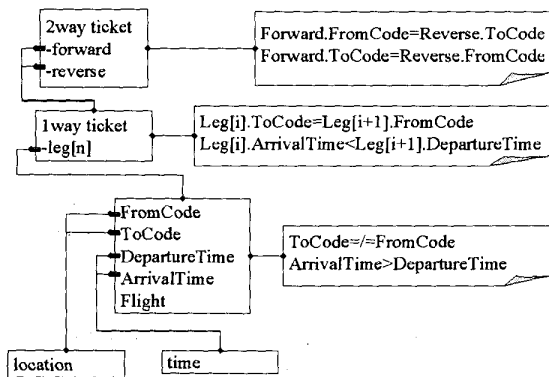 2way ticket
-forward
-reverse
Forward.FromCode=Reverse.ToCode
Forward.ToCode=Reverse.FromCode
1way ticket
-leg[n]
Leg[i].ToCode=Leg[i+1].FromCode
Leg[i].ArrivalTime<Leg[i+1].DepartureTime
FromCode
ToCode
DepartureTime
ArrivalTime
Flight
ToCode=/=FromCode
ArrivalTime>DepartureTime
location
time